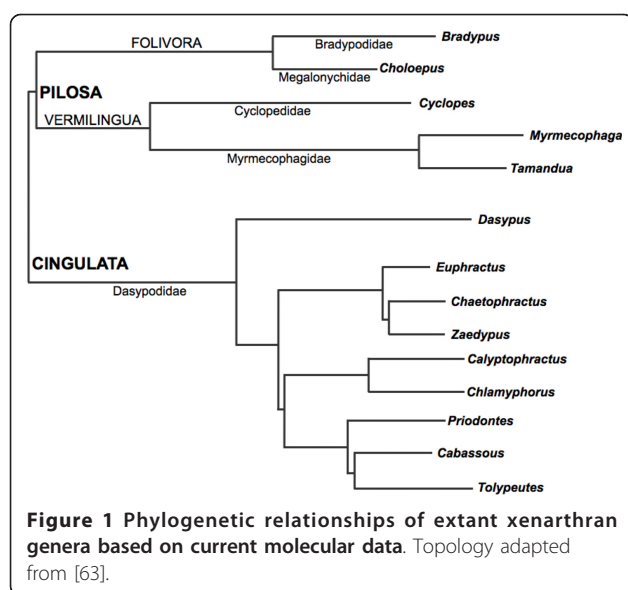 FOLIVORA
Bradypodidae
Bradypus
Megalonychidae
Choloepus
PILOSA
VERMILINGUA
Cyclopedidae
Cyclopes
Myrmecophagidae
Myrmecophaga
Tamandua
CINGULATA
Dasypodidae
Dasypus
Euphractus
Chaetophractus
Zaedypus
Calyptophractus
Chlamyphorus
Priodontes
Cabassous
Tolypeutes
Figure 1 Phylogenetic relationships of extant xenarthran
genera based on current molecular data. Topology adapted
from [63].